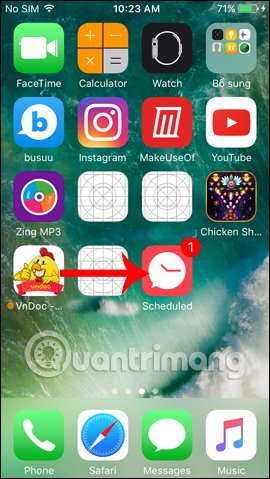 No SIM 10:23 AM 71%
FaceTime Calculator Watch Bổ sung
busuu Instagram MakeUseOf YouTube
Zing MP3 Chicken Sh...
vnDoc
1
VnDoc -... Scheduled
Quantrimang
Phone Safari Messages Music